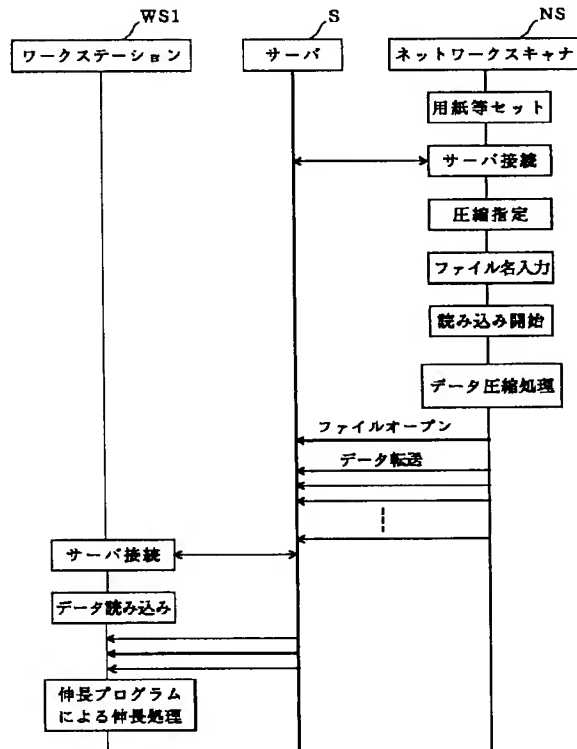 WS1
S
NS
ワークステーション
サーバ
ネットワークスキャナ
用紙等セット
サーバ接続
圧縮指定
ファイル名入力
読み込み開始
データ圧縮処理
ファイルオープン
データ転送
サーバ接続
データ読み込み
伸長プログラム
による伸長処理